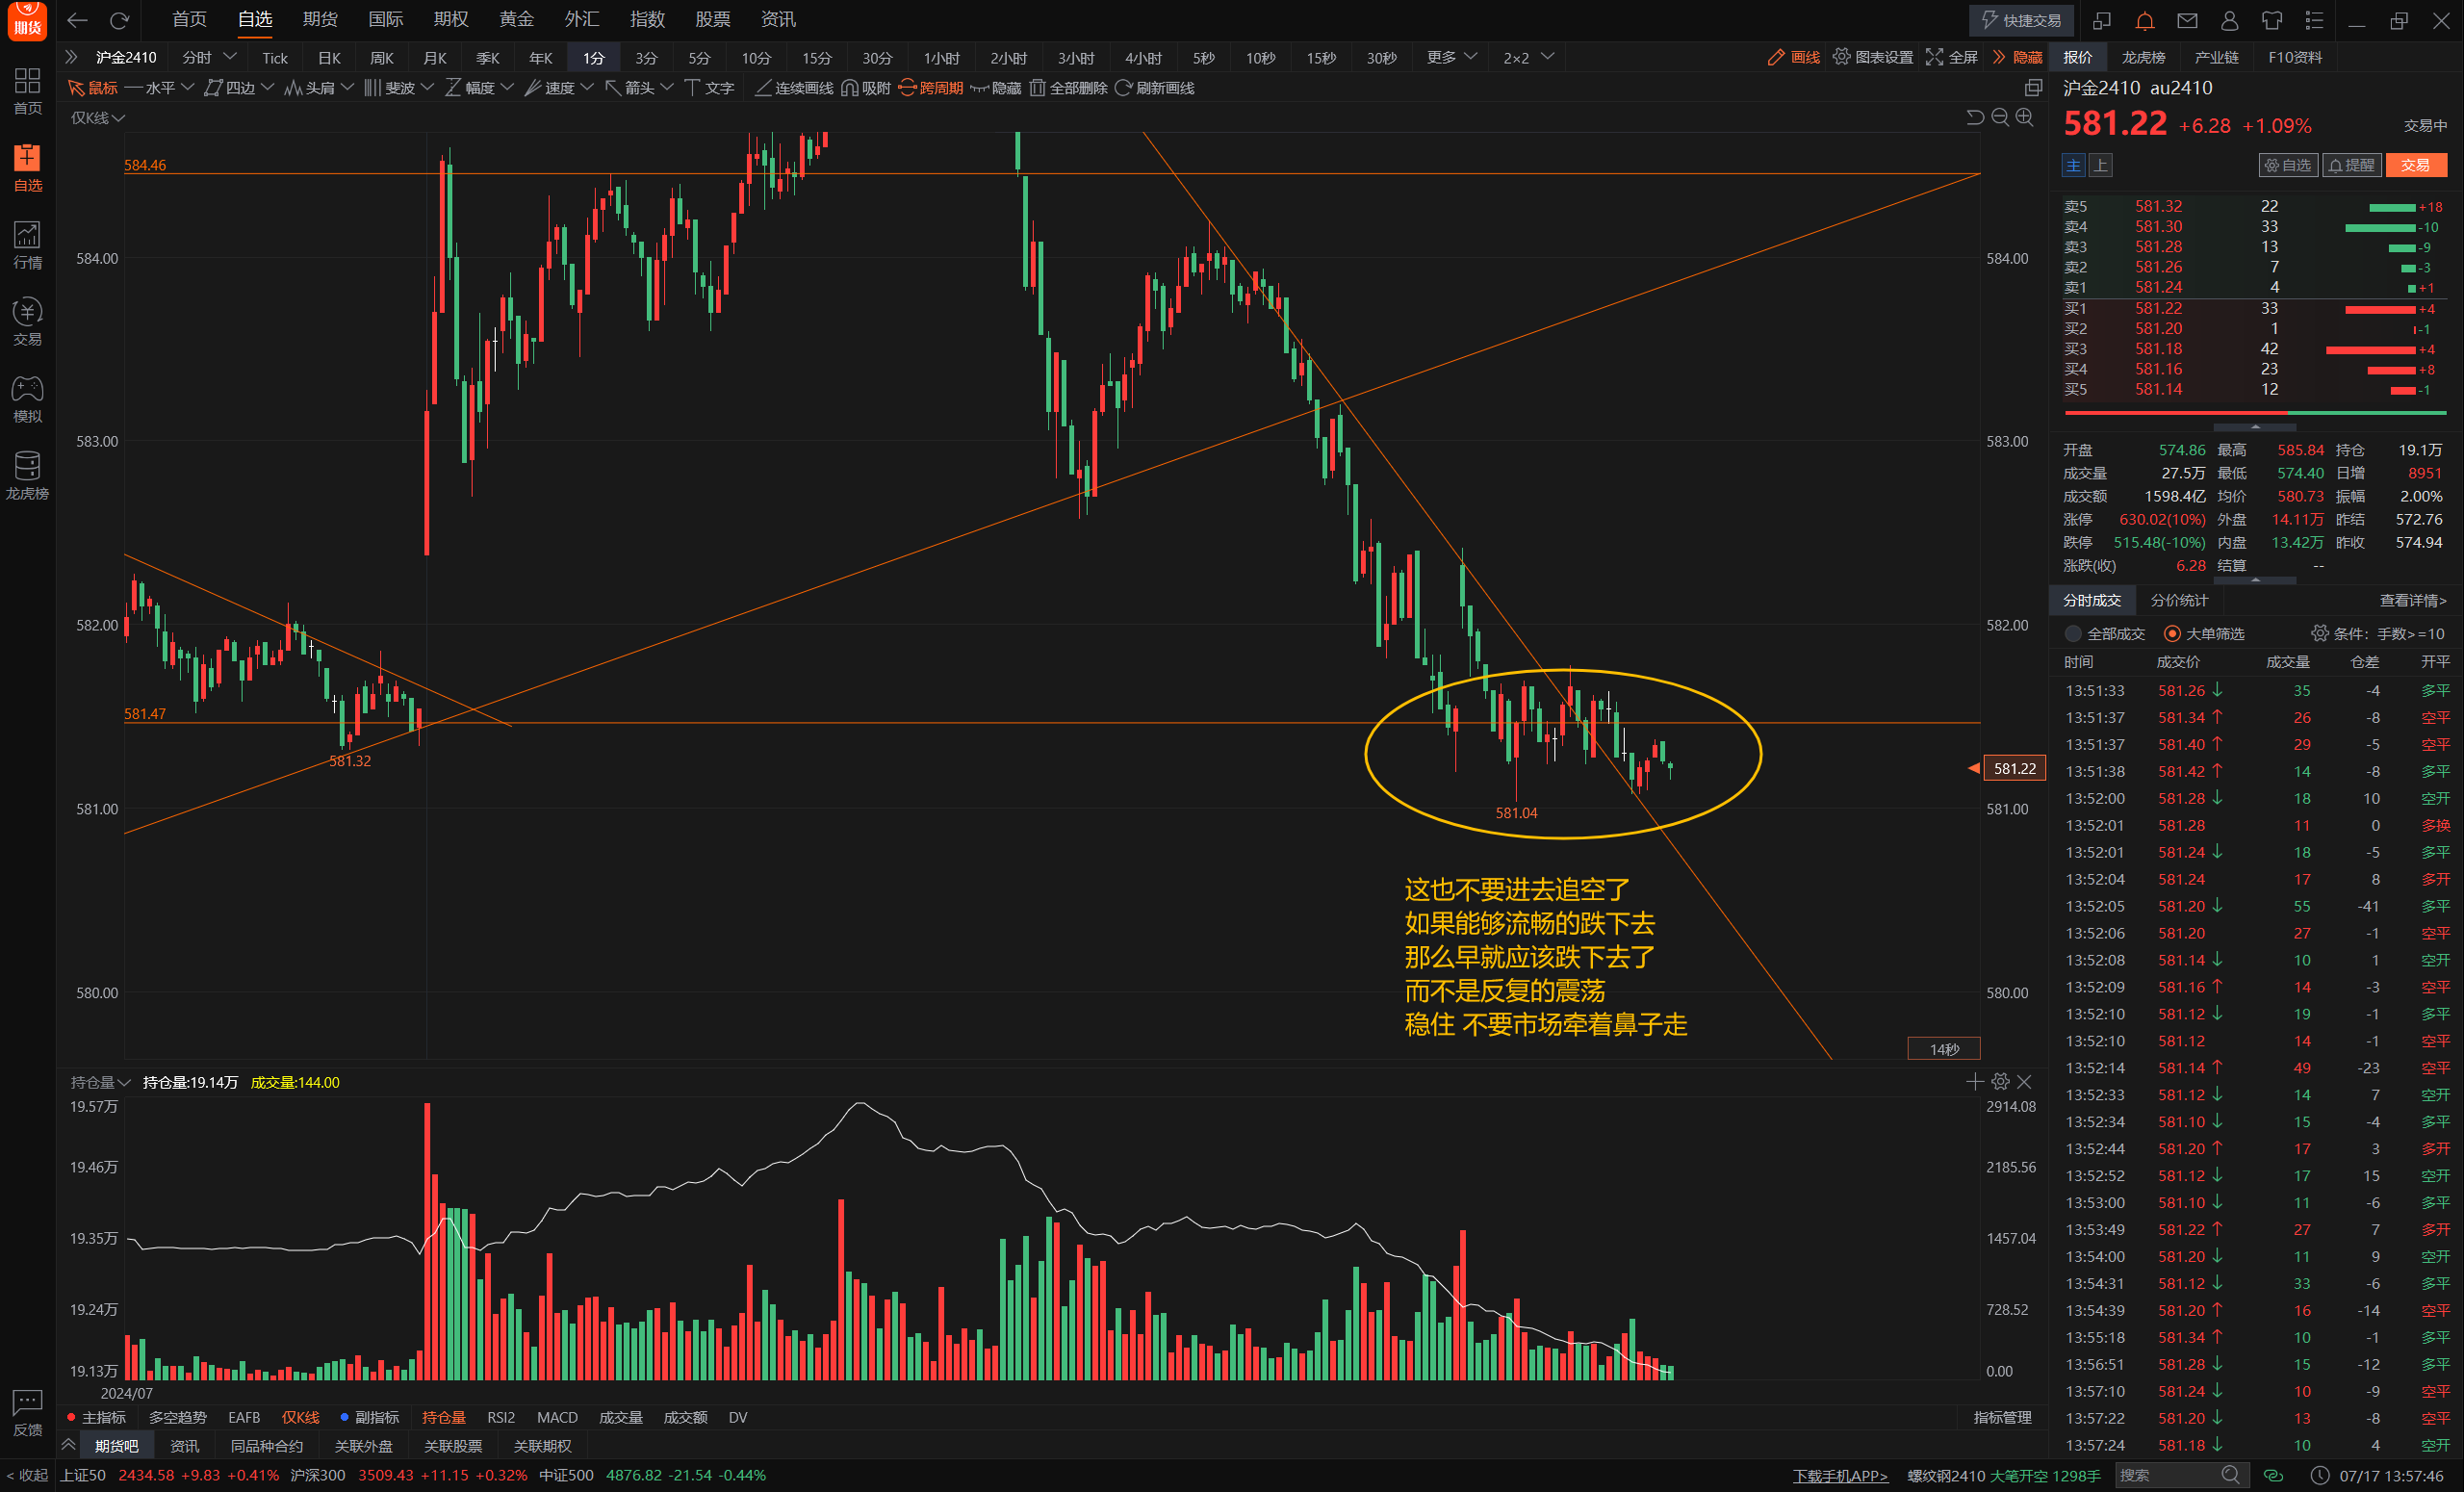 期货 首页 自选 期货 国际 期权 黄金 外汇 指数 股票 资讯 快捷交易
沪金2410 分时 Tick 日K 周K 月K 季K 年K 1分 3分 5分 10分 15分 30分 1小时 2小时 3小时 4小时 5秒 10秒 15秒 30秒 更多 2×2 画线 图表设置 全屏 隐藏
鼠标 水平 四边 头肩 斐波 幅度 速度 箭头 文字 连续画线 吸附 跨周期 隐藏 全部删除 刷新画线
首页
自选
行情
交易
模拟
龙虎榜
反馈
< 收起
仅K线
584.46
584.00
583.00
582.00
581.47
581.32
581.00
580.00
581.04
584.00
583.00
582.00
581.22
581.00
580.00
这也不要进去追空了
如果能够流畅的跌下去
那么早就应该跌下去了
而不是反复的震荡
稳住 不要市场牵着鼻子走
14秒
持仓量 持仓量:19.14万 成交量:144.00
19.57万 2914.08
19.46万 2185.56
19.35万 1457.04
19.24万 728.52
19.13万 0.00
2024/07
主指标 多空趋势 EAFB 仅K线 副指标 持仓量 RSI2 MACD 成交量 成交额 DV 指标管理
期货吧 资讯 同品种合约 关联外盘 关联股票 关联期权
上证50 2434.58 +9.83 +0.41% 沪深300 3509.43 +11.15 +0.32% 中证500 4876.82 -21.54 -0.44% 下载手机APP> 螺纹钢2410 大笔开空 1298手 搜索 07/17 13:57:46
报价 龙虎榜 产业链 F10资料
沪金2410 au2410
581.22 +6.28 +1.09% 交易中
主 上 自选 提醒 交易
卖5 581.32 22 +18
卖4 581.30 33 -10
卖3 581.28 13 -9
卖2 581.26 7 -3
卖1 581.24 4 +1
买1 581.22 33 +4
买2 581.20 1 -1
买3 581.18 42 +4
买4 581.16 23 +8
买5 581.14 12 -1
开盘 574.86 最高 585.84 持仓 19.1万
成交量 27.5万 最低 574.40 日增 8951
成交额 1598.4亿 均价 580.73 振幅 2.00%
涨停 630.02(10%) 外盘 14.11万 昨结 572.76
跌停 515.48(-10%) 内盘 13.42万 昨收 574.94
涨跌(收) 6.28 结算 --
分时成交 分价统计 查看详情>
全部成交 大单筛选 条件：手数>=10
时间 成交价 成交量 仓差 开平
13:51:33 581.26 ↓ 35 -4 多平
13:51:37 581.34 ↑ 26 -8 空平
13:51:37 581.40 ↑ 29 -5 空平
13:51:38 581.42 ↑ 14 -8 多平
13:52:00 581.28 ↓ 18 10 空开
13:52:01 581.28 11 0 多换
13:52:01 581.24 ↓ 18 -5 多平
13:52:04 581.24 17 8 多开
13:52:05 581.20 ↓ 55 -41 多平
13:52:06 581.20 27 -1 空平
13:52:08 581.14 ↓ 10 1 空开
13:52:09 581.16 ↑ 14 -3 空平
13:52:10 581.12 ↓ 19 -1 多平
13:52:10 581.12 14 -1 空平
13:52:14 581.14 ↑ 49 -23 空平
13:52:33 581.12 ↓ 14 7 空开
13:52:34 581.10 ↓ 15 -4 多平
13:52:44 581.20 ↑ 17 3 多开
13:52:52 581.12 ↓ 17 15 空开
13:53:00 581.10 ↓ 11 -6 多平
13:53:49 581.22 ↑ 27 7 多开
13:54:00 581.20 ↓ 11 9 空开
13:54:31 581.12 ↓ 33 -6 多平
13:54:39 581.20 ↑ 16 -14 空平
13:55:18 581.34 ↑ 10 -1 多平
13:56:51 581.28 ↓ 15 -12 多平
13:57:10 581.24 ↓ 10 -9 空平
13:57:22 581.20 ↓ 13 -8 空平
13:57:24 581.18 ↓ 10 4 空开